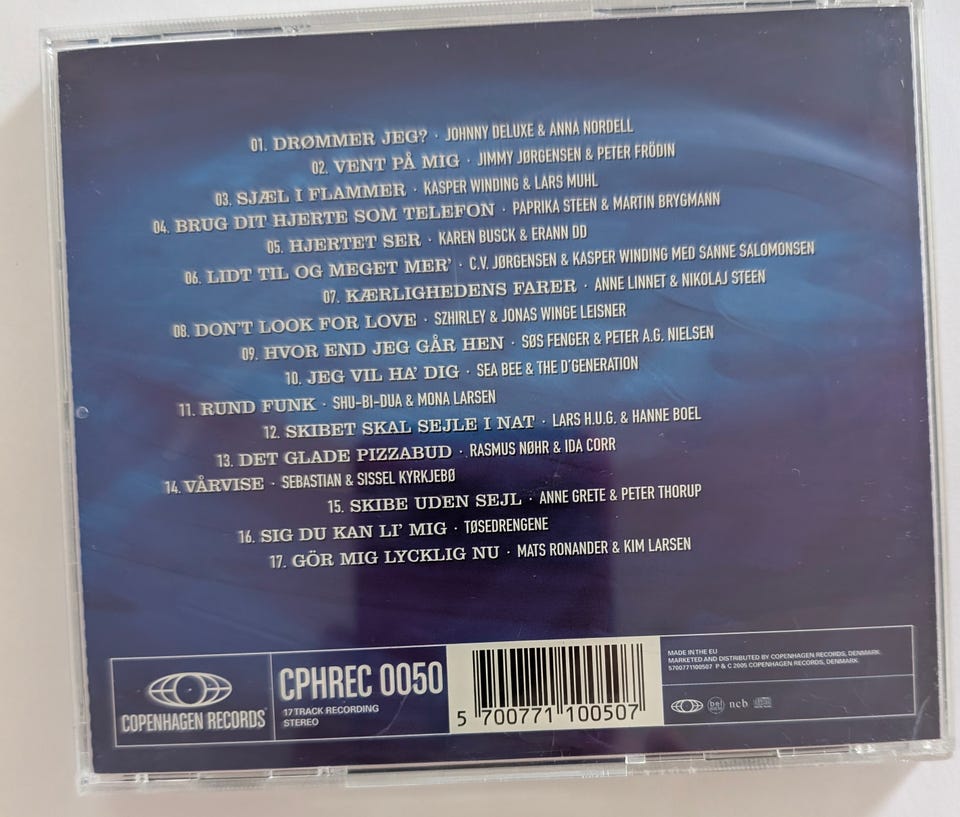 01. DRØMMER JEG? · JOHNNY DELUXE & ANNA NORDELL
02. VENT PÅ MIG · JIMMY JØRGENSEN & PETER FRÖDIN
03. SJÆL I FLAMMER · KASPER WINDING & LARS MUHL
04. BRUG DIT HJERTE SOM TELEFON · PAPRIKA STEEN & MARTIN BRYGMANN
05. HJERTET SER · KAREN BUSCK & ERANN DD
06. LIDT TIL OG MEGET MER' · C.V. JØRGENSEN & KASPER WINDING MED SANNE SALOMONSEN
07. KÆRLIGHEDENS FARER · ANNE LINNET & NIKOLAJ STEEN
08. DON'T LOOK FOR LOVE · SZHIRLEY & JONAS WINGE LEISNER
09. HVOR END JEG GÅR HEN · SØS FENGER & PETER A.G. NIELSEN
10. JEG VIL HA' DIG · SEA BEE & THE D'GENERATION
11. RUND FUNK · SHU-BI-DUA & MONA LARSEN
12. SKIBET SKAL SEJLE I NAT · LARS H.U.G. & HANNE BOEL
13. DET GLADE PIZZABUD · RASMUS NØHR & IDA CORR
14. VÅRVISE · SEBASTIAN & SISSEL KYRKJEBØ
15. SKIBE UDEN SEJL · ANNE GRETE & PETER THORUP
16. SIG DU KAN LI' MIG · TØSEDRENGENE
17. GÖR MIG LYCKLIG NU · MATS RONANDER & KIM LARSEN
COPENHAGEN RECORDS
CPHREC 0050
17 TRACK RECORDING
STEREO
5 700771 100507
MADE IN THE EU
MARKETED AND DISTRIBUTED BY COPENHAGEN RECORDS, DENMARK.
5700771100507 P & C 2005 COPENHAGEN RECORDS, DENMARK.
ncb